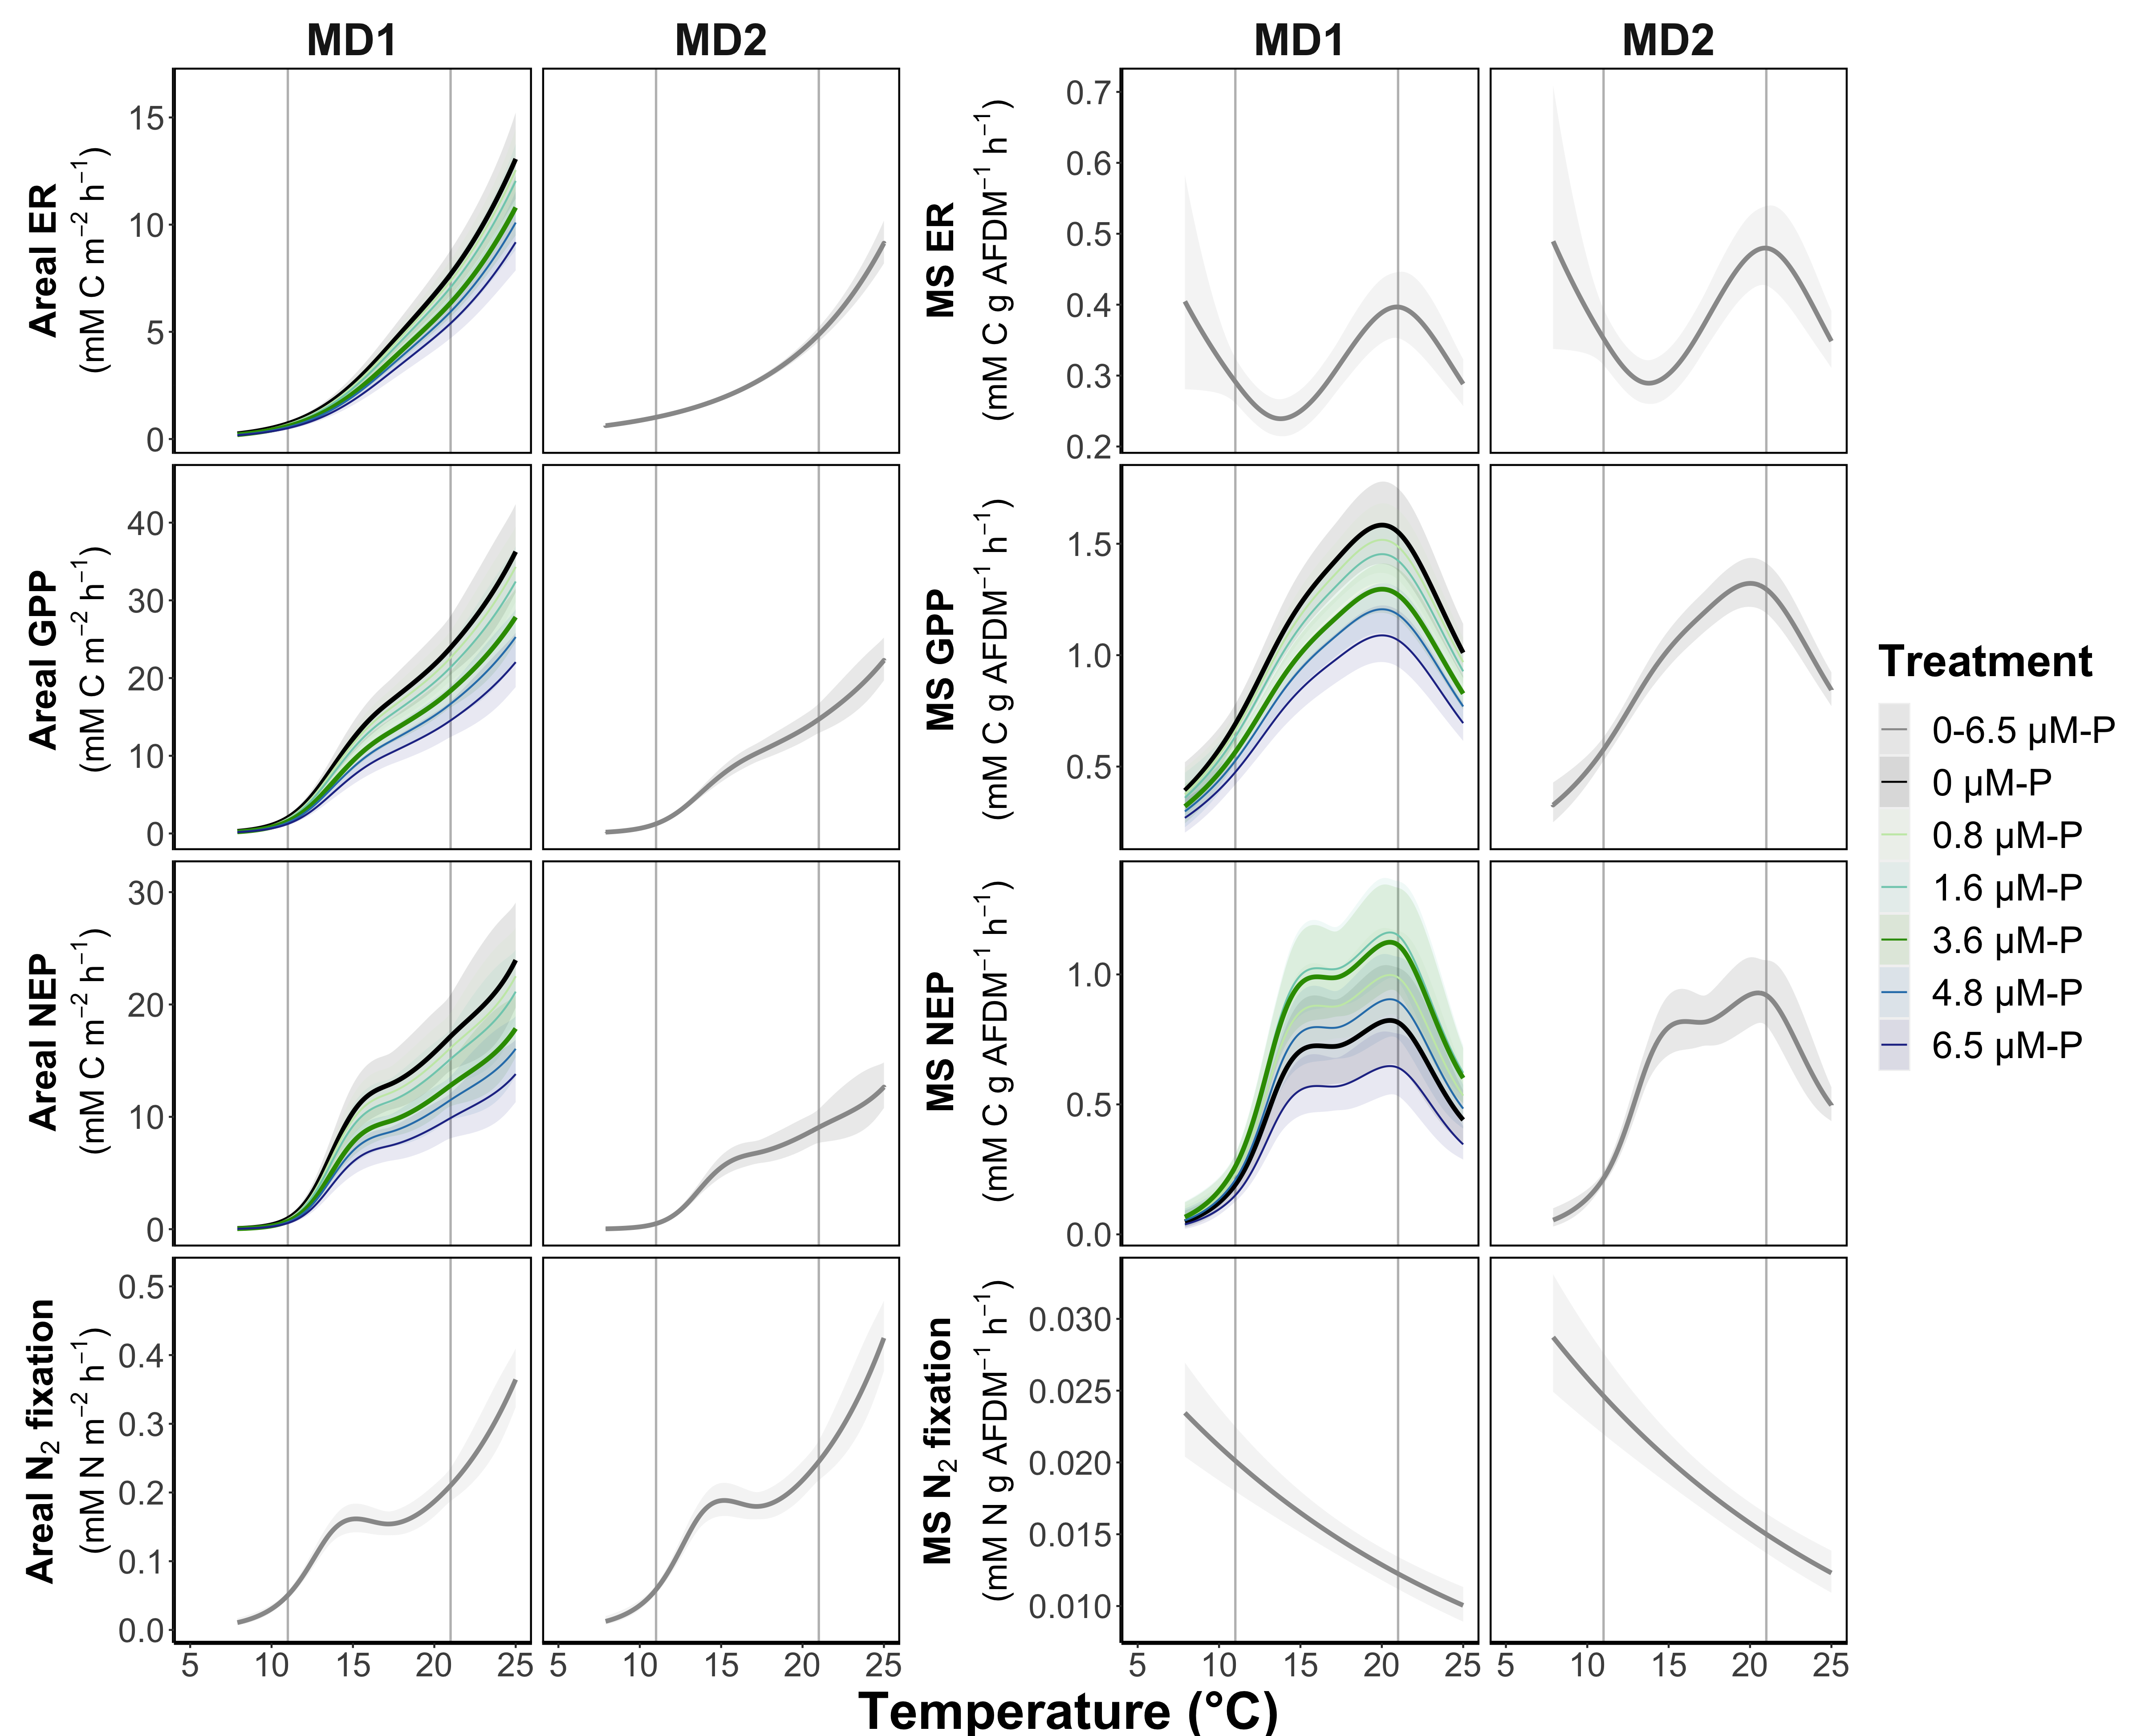 MD1 MD2 MD1 MD2
Areal ER
(mM C m⁻² h⁻¹)
15
10
5
0
MS ER
(mM C g AFDM⁻¹ h⁻¹)
0.7
0.6
0.5
0.4
0.3
0.2
Areal GPP
(mM C m⁻² h⁻¹)
40
30
20
10
0
MS GPP
(mM C g AFDM⁻¹ h⁻¹)
1.5
1.0
0.5
Areal NEP
(mM C m⁻² h⁻¹)
30
20
10
0
MS NEP
(mM C g AFDM⁻¹ h⁻¹)
1.0
0.5
0.0
Areal N₂ fixation
(mM N m⁻² h⁻¹)
0.5
0.4
0.3
0.2
0.1
0.0
MS N₂ fixation
(mM N g AFDM⁻¹ h⁻¹)
0.030
0.025
0.020
0.015
0.010
5 10 15 20 25 5 10 15 20 25 5 10 15 20 25 5 10 15 20 25
Temperature (°C)
Treatment
0-6.5 µM-P
0 µM-P
0.8 µM-P
1.6 µM-P
3.6 µM-P
4.8 µM-P
6.5 µM-P